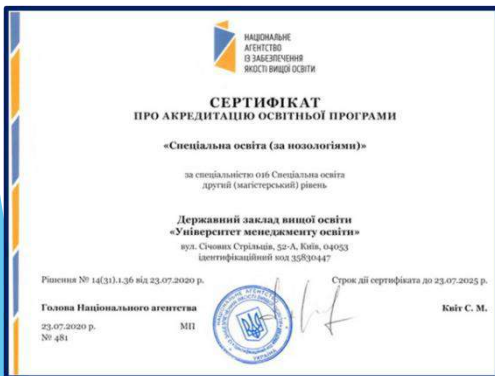 НАЦІОНАЛЬНЕ
АГЕНТСТВО
ІЗ ЗАБЕЗПЕЧЕННЯ
ЯКОСТІ ВИЩОЇ ОСВІТИ
СЕРТИФІКАТ
ПРО АКРЕДИТАЦІЮ ОСВІТНЬОЇ ПРОГРАМИ
«Спеціальна освіта (за нозологіями)»
за спеціальністю 016 Спеціальна освіта
другий (магістерський) рівень
Державний заклад вищої освіти
«Університет менеджменту освіти»
вул. Січових Стрільців, 52-А, Київ, 04053
ідентифікаційний код 35830447
Рішення № 14(31).1.36 від 23.07.2020 р. Строк дії сертифіката до 23.07.2025 р.
Голова Національного агентства Квіт С. М.
23.07.2020 р. МП
№ 481